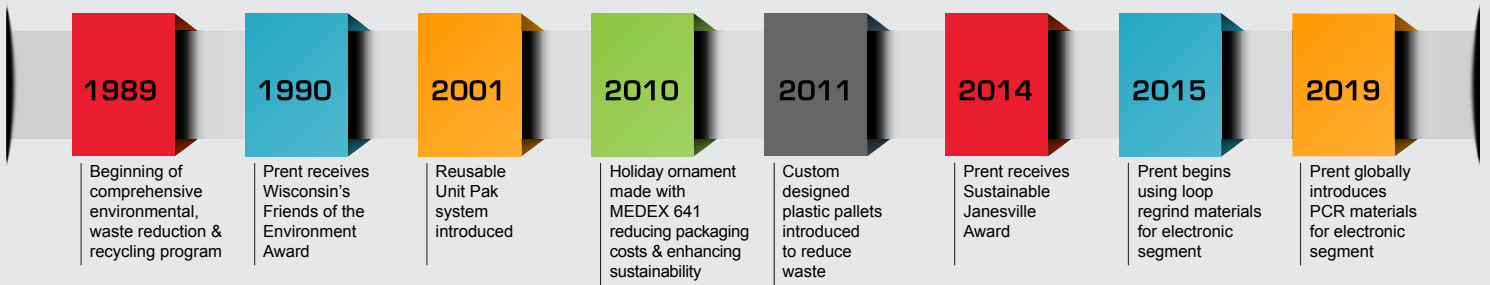 1989
Beginning of
comprehensive
environmental,
waste reduction &
recycling program
1990
Prent receives
Wisconsin's
Friends of the
Environment
Award
2001
Reusable
Unit Pak
system
introduced
2010
Holiday ornament
made with
MEDEX 641
reducing packaging
costs & enhancing
sustainability
2011
Custom
designed
plastic pallets
introduced
to reduce
waste
2014
Prent receives
Sustainable
Janesville
Award
2015
Prent begins
using loop
regrind materials
for electronic
segment
2019
Prent globally
introduces
PCR materials
for electronic
segment